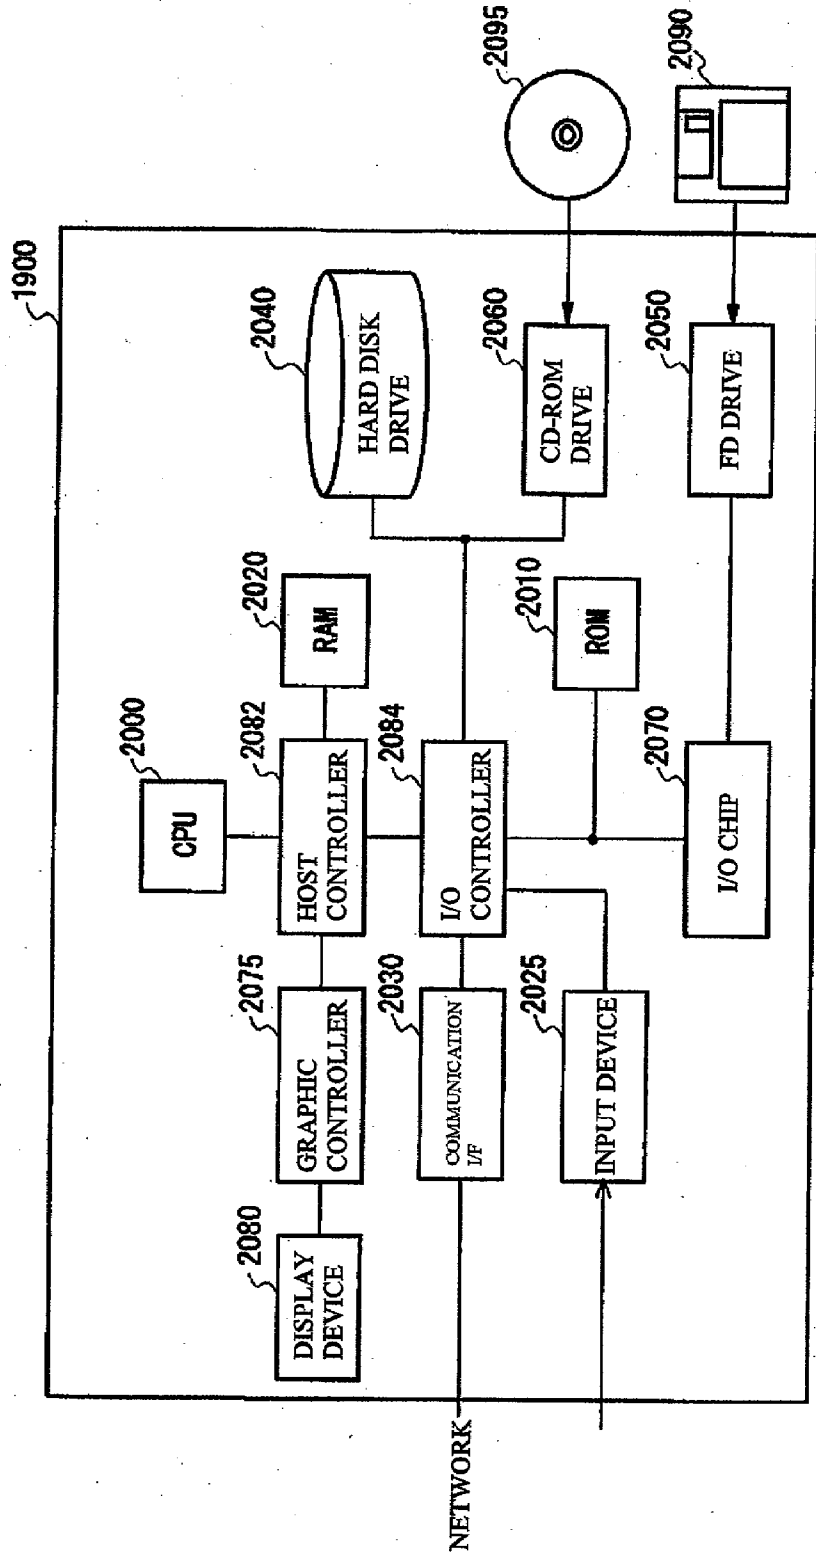 1900
2000
CPU
2080
DISPLAY
DEVICE
2075
GRAPHIC
CONTROLLER
2082
HOST
CONTROLLER
2020
RAM
2040
HARD DISK
DRIVE
2030
COMMUNICATION
I/F
2084
I/O
CONTROLLER
NETWORK
2025
INPUT DEVICE
2010
ROM
2060
CD-ROM
DRIVE
2095
2070
I/O CHIP
2050
FD DRIVE
2090